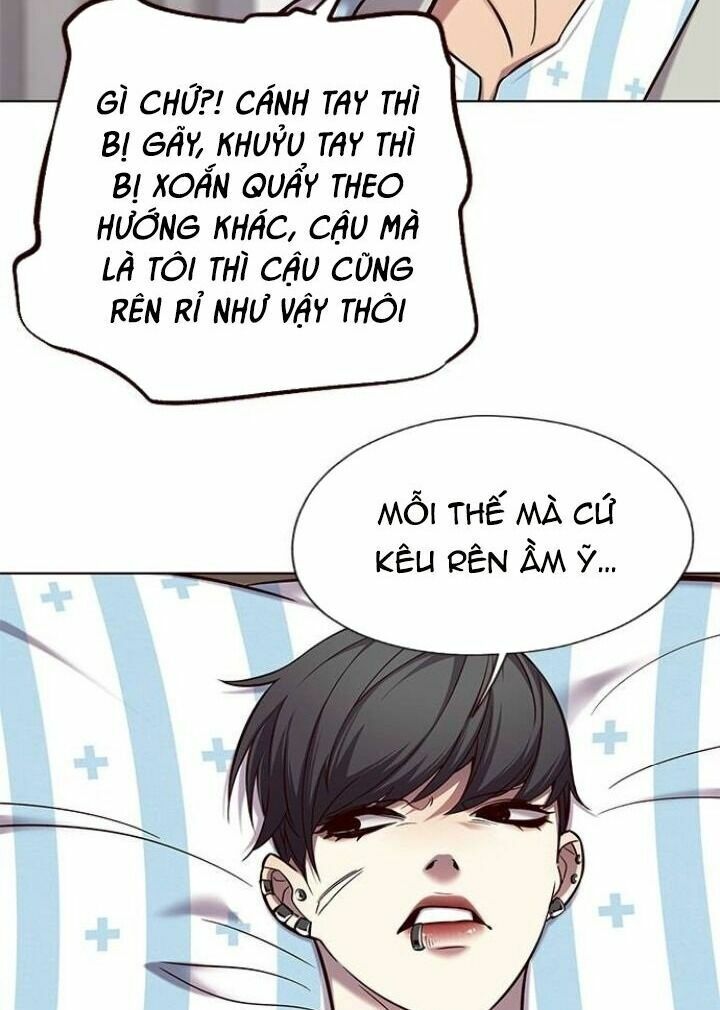 GÌ CHỨ?! CÁNH TAY THÌ
BỊ GÃY, KHUỶU TAY THÌ
BỊ XOẮN QUẨY THEO
HƯỚNG KHÁC, CẬU MÀ
LÀ TÔI THÌ CẬU CŨNG
RÊN RỈ NHƯ VẬY THÔI
MỖI THẾ MÀ CỨ
KÊU RÊN ẦM Ỹ...